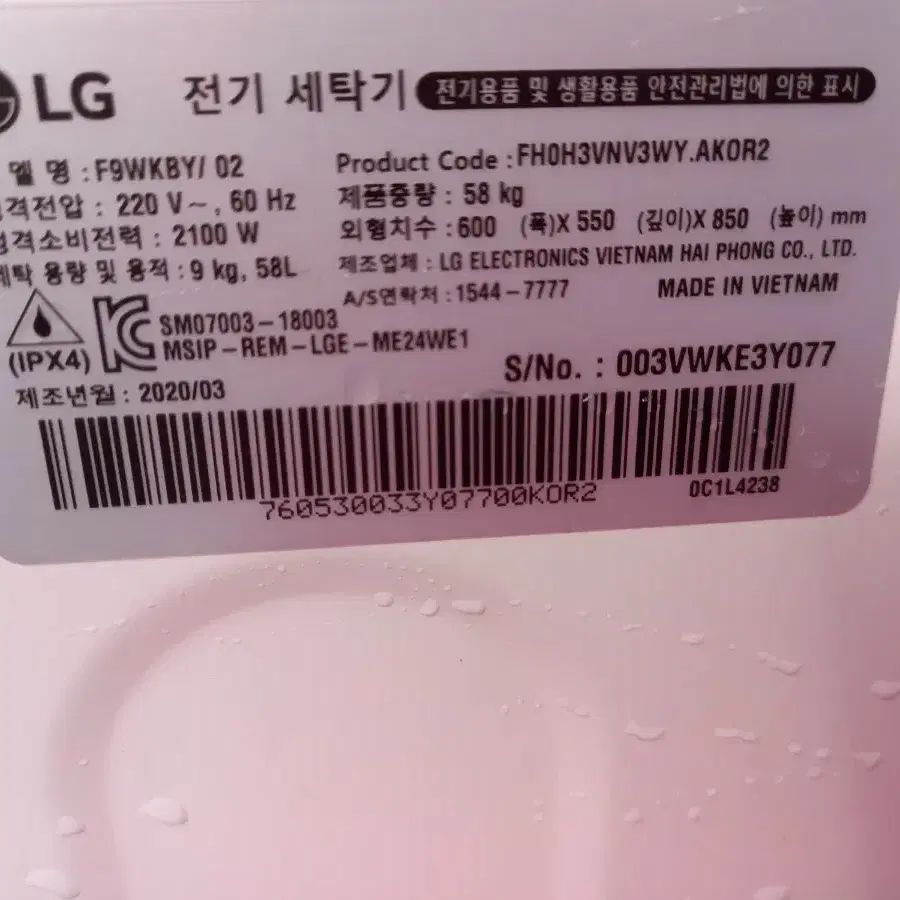 LG 전기 세탁기 전기용품 및 생활용품 안전관리법에 의한 표시
델 명 : F9WKBY/ 02
Product Code : FH0H3VNV3WY.AKOR2
격전압 : 220 V~, 60 Hz
제품중량 : 58 kg
격소비전력 : 2100 W
외형치수 : 600 (폭)X 550 (깊이)X 850 (높이) mm
세탁 용량 및 용적 : 9 kg, 58L
제조업체 : LG ELECTRONICS VIETNAM HAI PHONG CO., LTD.
A/S연락처 : 1544-7777
MADE IN VIETNAM
(IPX4)
SM07003-18003
MSIP-REM-LGE-ME24WE1
S/No. : 003VWKE3Y077
제조년월 : 2020/03
760530033Y07700KOR2
0C1L4238